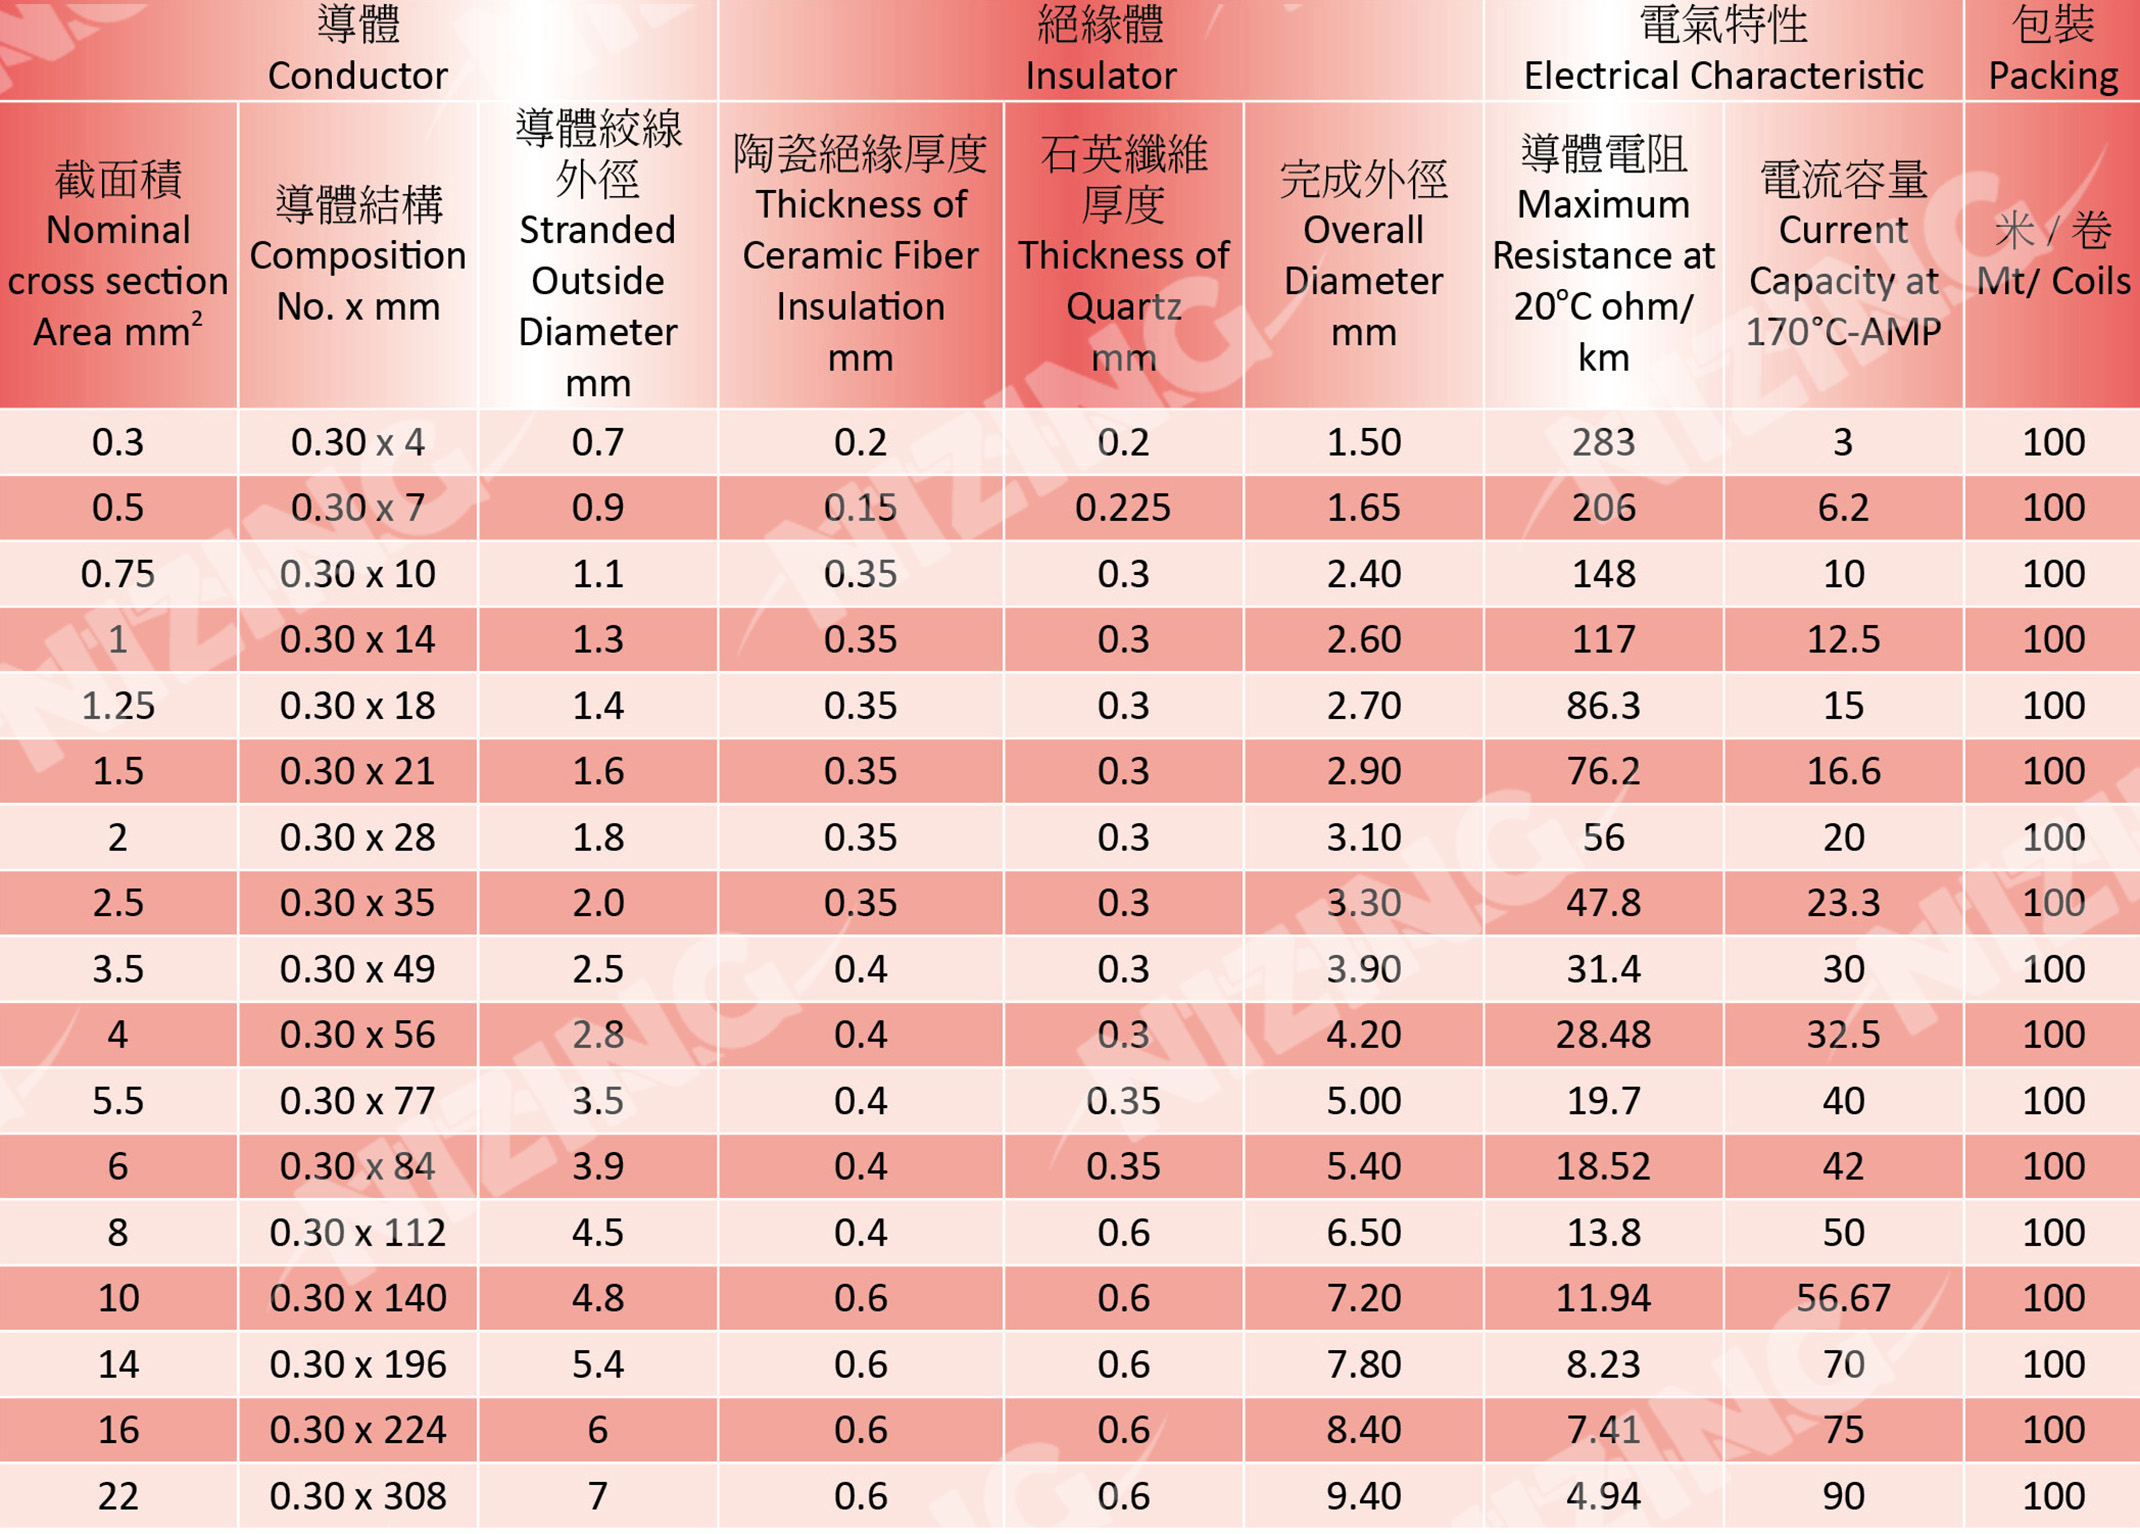 導體 絕緣體 電氣特性 包裝
Conductor Insulator Electrical Characteristic Packing
截面積
Nominal
cross section
Area mm²
導體結構
Composition
No. x mm
導體絞線
外徑
Stranded
Outside
Diameter
mm
陶瓷絕緣厚度
Thickness of
Ceramic Fiber
Insulation
mm
石英纖維
厚度
Thickness of
Quartz
mm
完成外徑
Overall
Diameter
mm
導體電阻
Maximum
Resistance at
20°C ohm/
km
電流容量
Current
Capacity at
170°C-AMP
米 / 卷
Mt/ Coils
0.3 0.30 x 4 0.7 0.2 0.2 1.50 283 3 100
0.5 0.30 x 7 0.9 0.15 0.225 1.65 206 6.2 100
0.75 0.30 x 10 1.1 0.35 0.3 2.40 148 10 100
1 0.30 x 14 1.3 0.35 0.3 2.60 117 12.5 100
1.25 0.30 x 18 1.4 0.35 0.3 2.70 86.3 15 100
1.5 0.30 x 21 1.6 0.35 0.3 2.90 76.2 16.6 100
2 0.30 x 28 1.8 0.35 0.3 3.10 56 20 100
2.5 0.30 x 35 2.0 0.35 0.3 3.30 47.8 23.3 100
3.5 0.30 x 49 2.5 0.4 0.3 3.90 31.4 30 100
4 0.30 x 56 2.8 0.4 0.3 4.20 28.48 32.5 100
5.5 0.30 x 77 3.5 0.4 0.35 5.00 19.7 40 100
6 0.30 x 84 3.9 0.4 0.35 5.40 18.52 42 100
8 0.30 x 112 4.5 0.4 0.6 6.50 13.8 50 100
10 0.30 x 140 4.8 0.6 0.6 7.20 11.94 56.67 100
14 0.30 x 196 5.4 0.6 0.6 7.80 8.23 70 100
16 0.30 x 224 6 0.6 0.6 8.40 7.41 75 100
22 0.30 x 308 7 0.6 0.6 9.40 4.94 90 100
NIZING
NIZING
NIZING
NIZING
NIZING
NIZING
NIZING